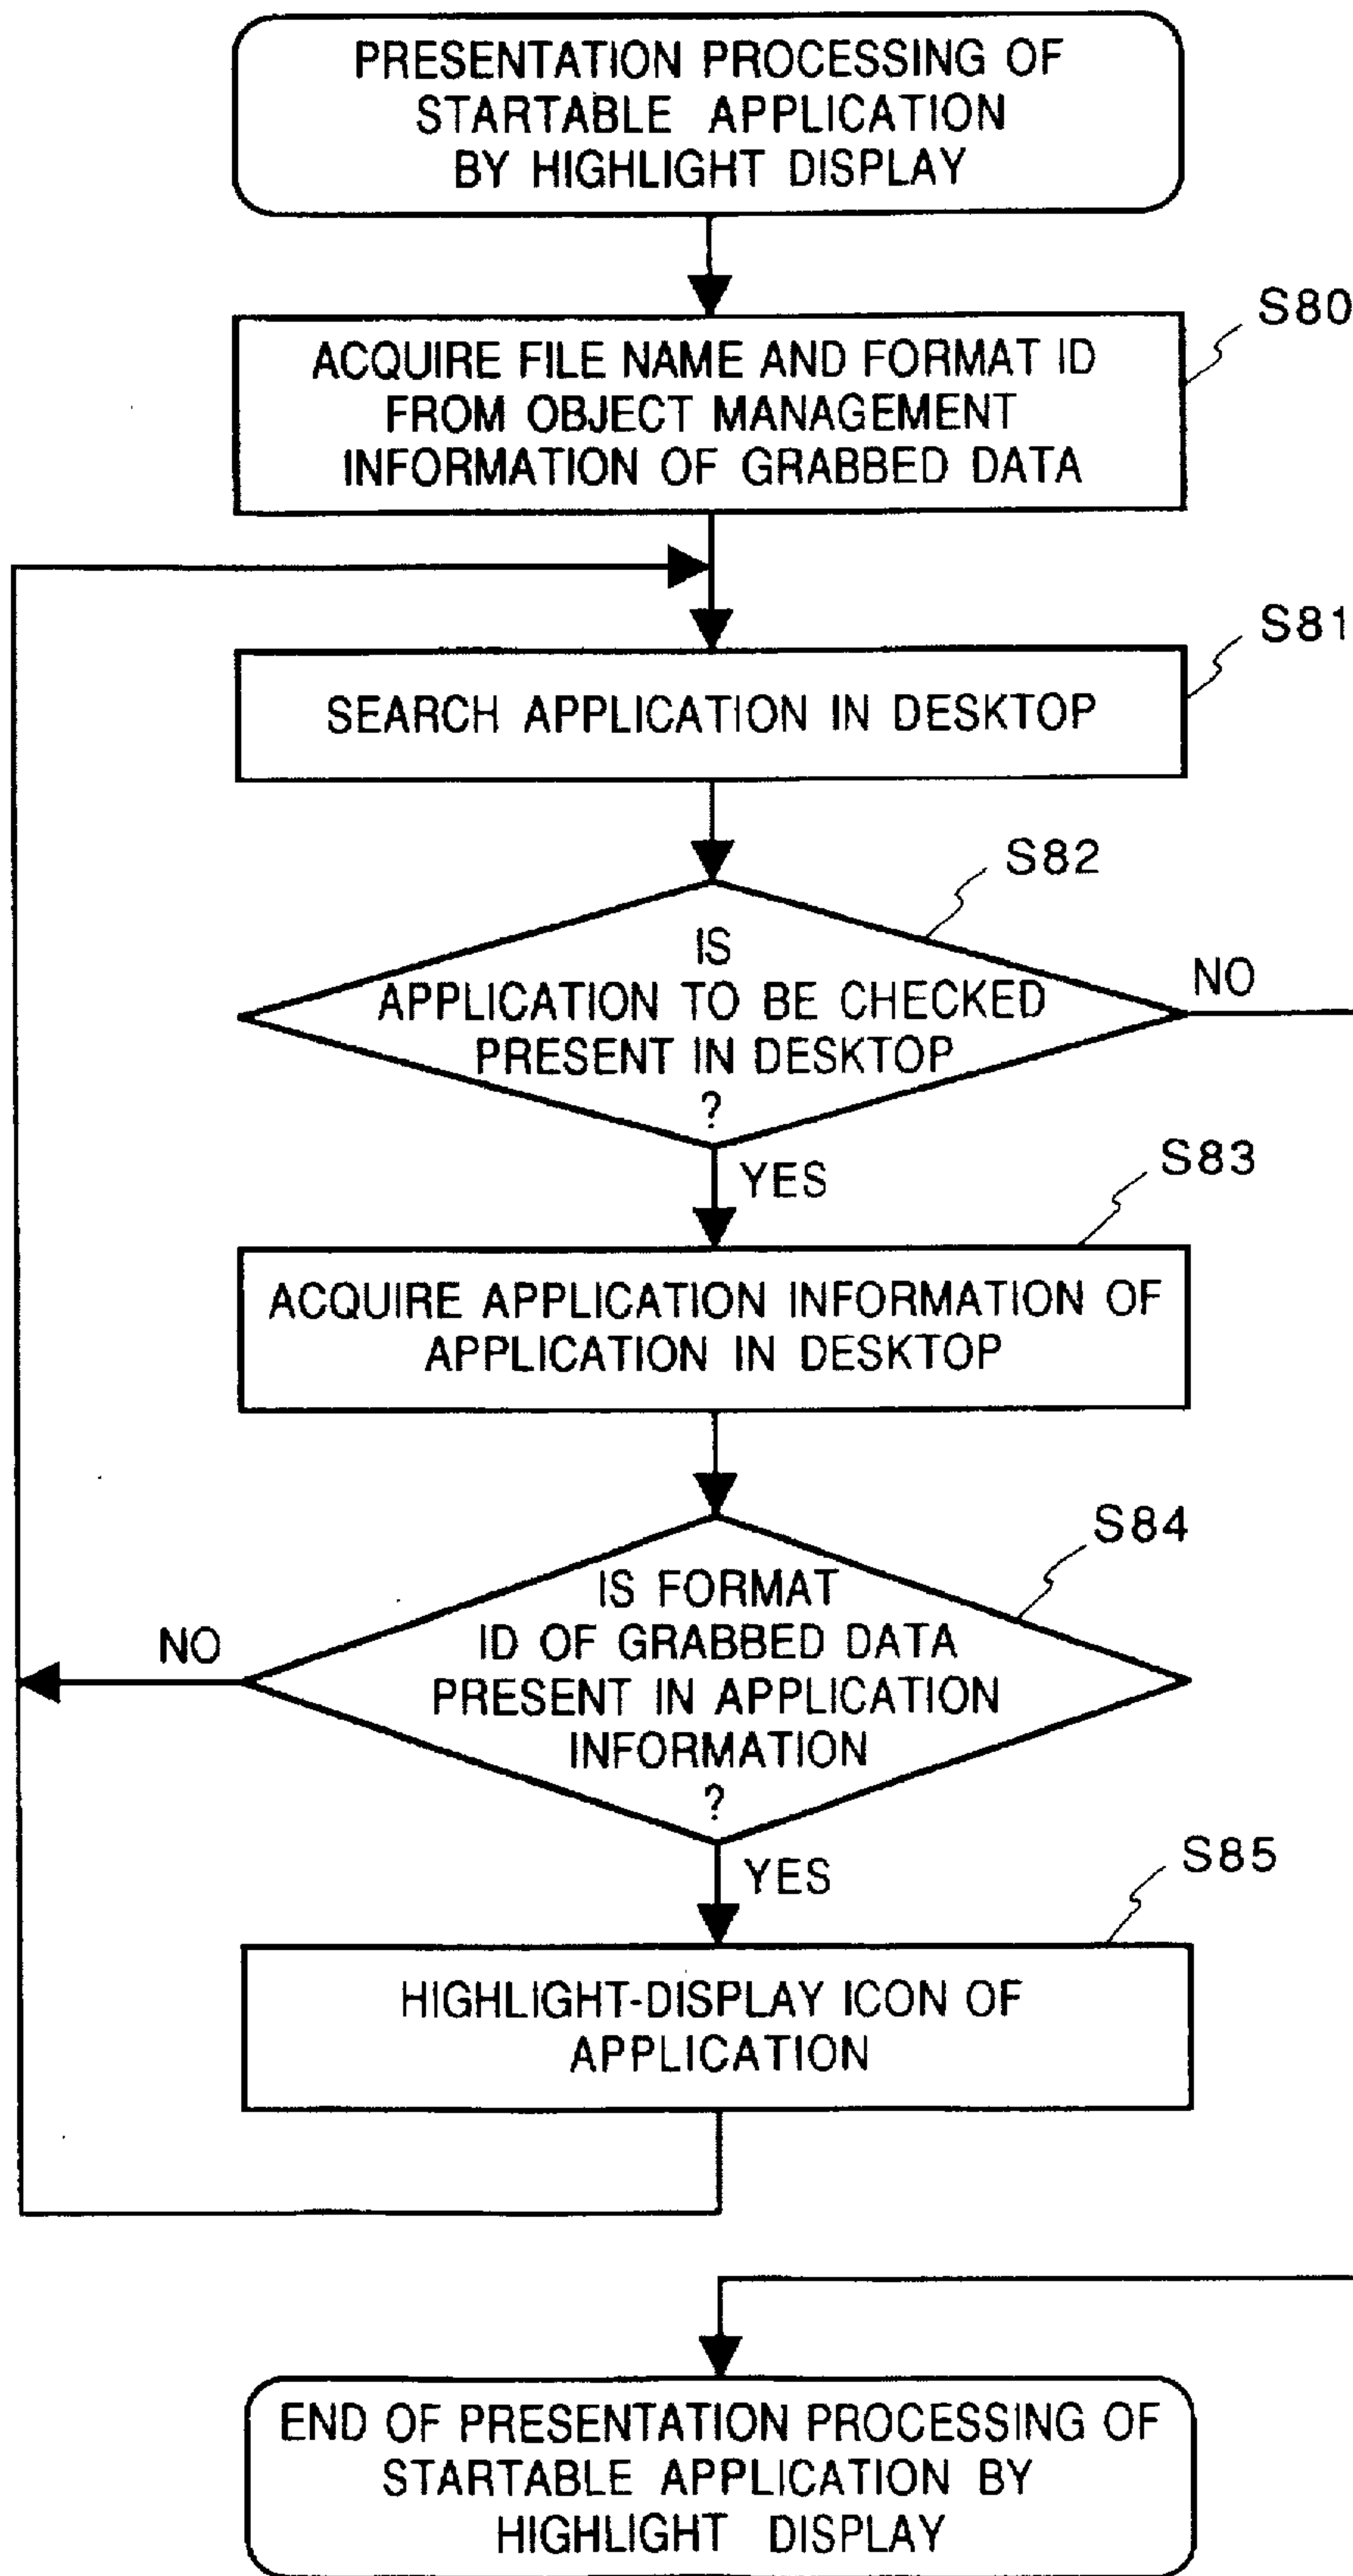 PRESENTATION PROCESSING OF
STARTABLE APPLICATION
BY HIGHLIGHT DISPLAY
S80
ACQUIRE FILE NAME AND FORMAT ID
FROM OBJECT MANAGEMENT
INFORMATION OF GRABBED DATA
S81
SEARCH APPLICATION IN DESKTOP
S82
IS
APPLICATION TO BE CHECKED
PRESENT IN DESKTOP
?
NO
YES
S83
ACQUIRE APPLICATION INFORMATION OF
APPLICATION IN DESKTOP
S84
IS FORMAT
ID OF GRABBED DATA
PRESENT IN APPLICATION
INFORMATION
?
NO
YES
S85
HIGHLIGHT-DISPLAY ICON OF
APPLICATION
END OF PRESENTATION PROCESSING OF
STARTABLE APPLICATION BY
HIGHLIGHT DISPLAY